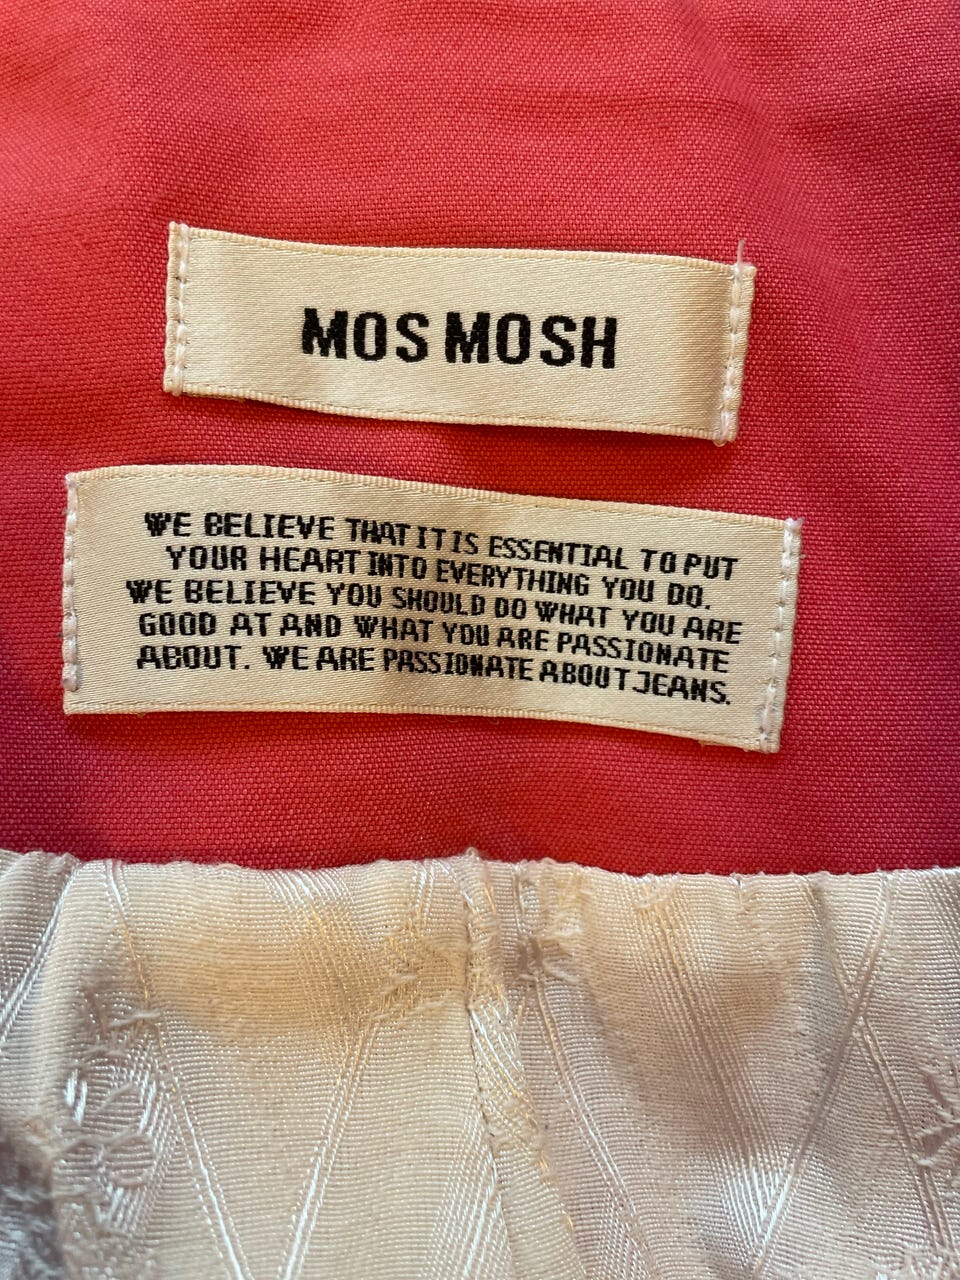 MOS MOSH
WE BELIEVE THAT IT IS ESSENTIAL TO PUT
YOUR HEART INTO EVERYTHING YOU DO.
WE BELIEVE YOU SHOULD DO WHAT YOU ARE
GOOD AT AND WHAT YOU ARE PASSIONATE
ABOUT. WE ARE PASSIONATE ABOUT JEANS.